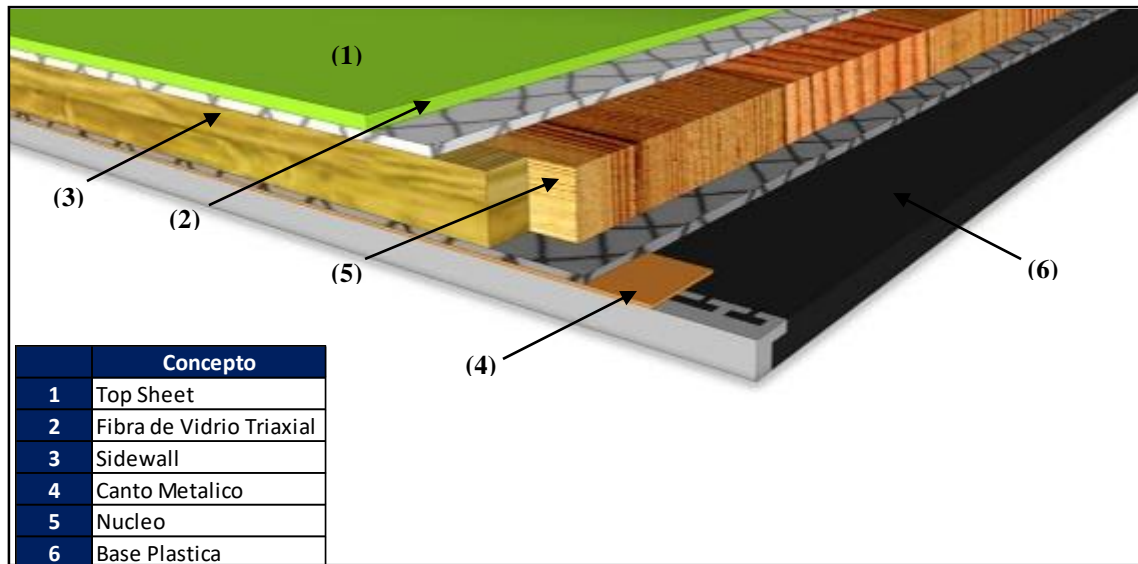 (1)
(3)
(2)
(5)
(6)
(4)
Concepto
1 Top Sheet
2 Fibra de Vidrio Triaxial
3 Sidewall
4 Canto Metalico
5 Nucleo
6 Base Plastica